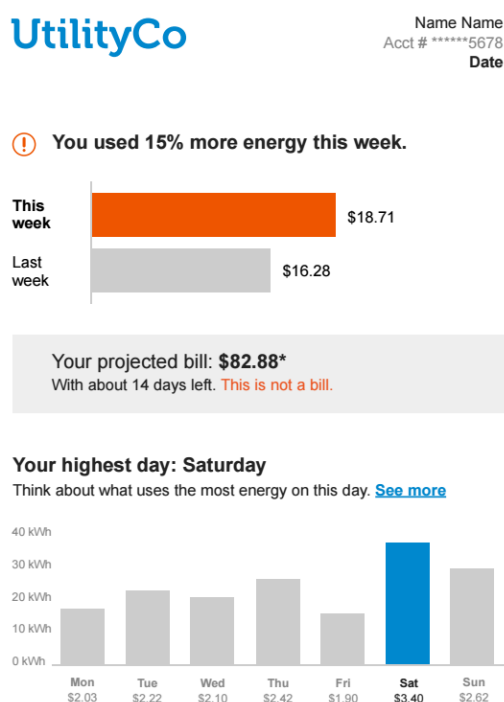 UtilityCo
Name Name
Acct # ******5678
Date
You used 15% more energy this week.
This week
$18.71
Last week
$16.28
Your projected bill: $82.88*
With about 14 days left. This is not a bill.
Your highest day: Saturday
Think about what uses the most energy on this day. See more
40 kWh
30 kWh
20 kWh
10 kWh
0 kWh
Mon Tue Wed Thu Fri Sat Sun
$2.03 $2.22 $2.10 $2.42 $1.90 $3.40 $2.62